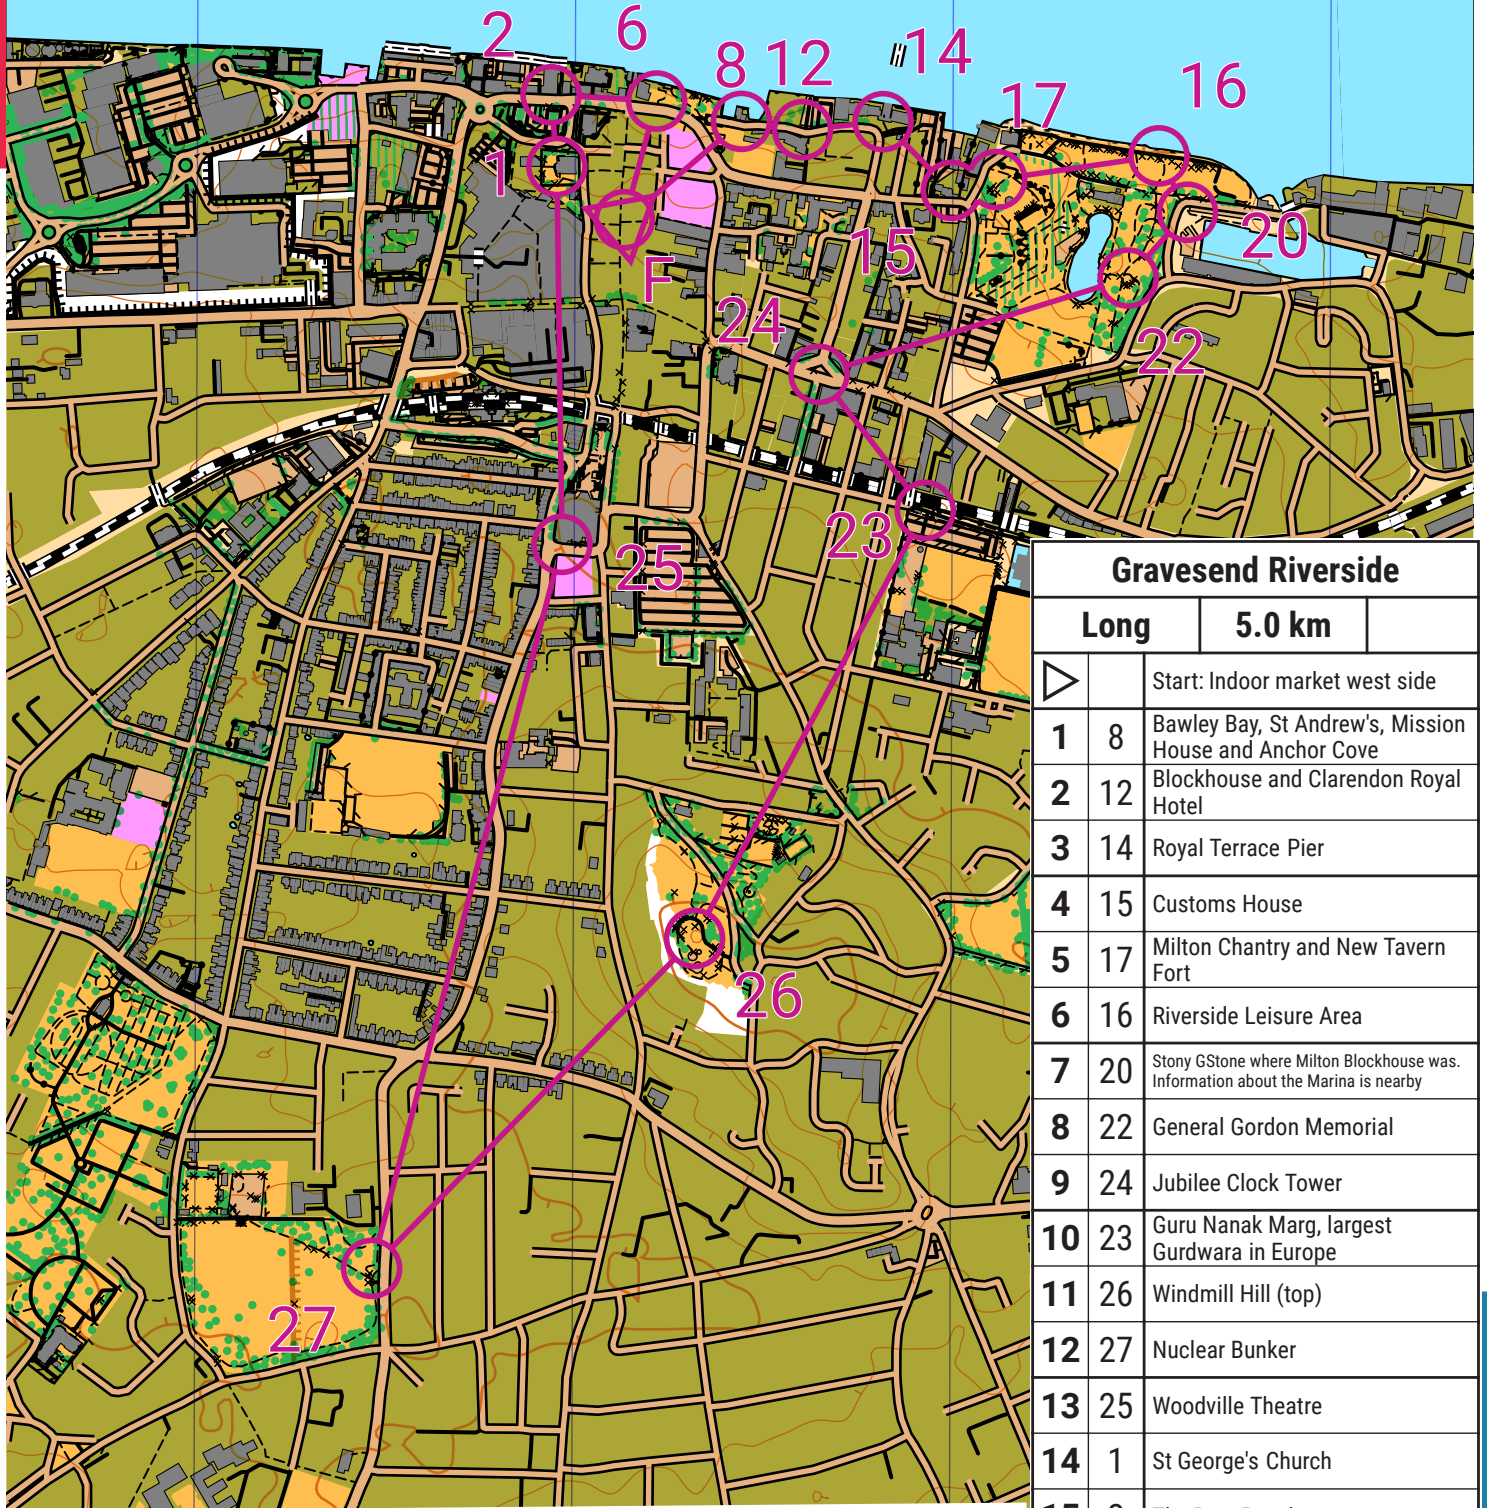 2
6
8
12
14
17
16
1
15
20
F
24
22
23
25
26
27
Gravesend Riverside
Long 5.0 km
Start: Indoor market west side
1 8 Bawley Bay, St Andrew's, Mission
House and Anchor Cove
2 12 Blockhouse and Clarendon Royal
Hotel
3 14 Royal Terrace Pier
4 15 Customs House
5 17 Milton Chantry and New Tavern
Fort
6 16 Riverside Leisure Area
7 20 Stony GStone where Milton Blockhouse was.
Information about the Marina is nearby
8 22 General Gordon Memorial
9 24 Jubilee Clock Tower
10 23 Guru Nanak Marg, largest
Gurdwara in Europe
11 26 Windmill Hill (top)
12 27 Nuclear Bunker
13 25 Woodville Theatre
14 1 St George's Church